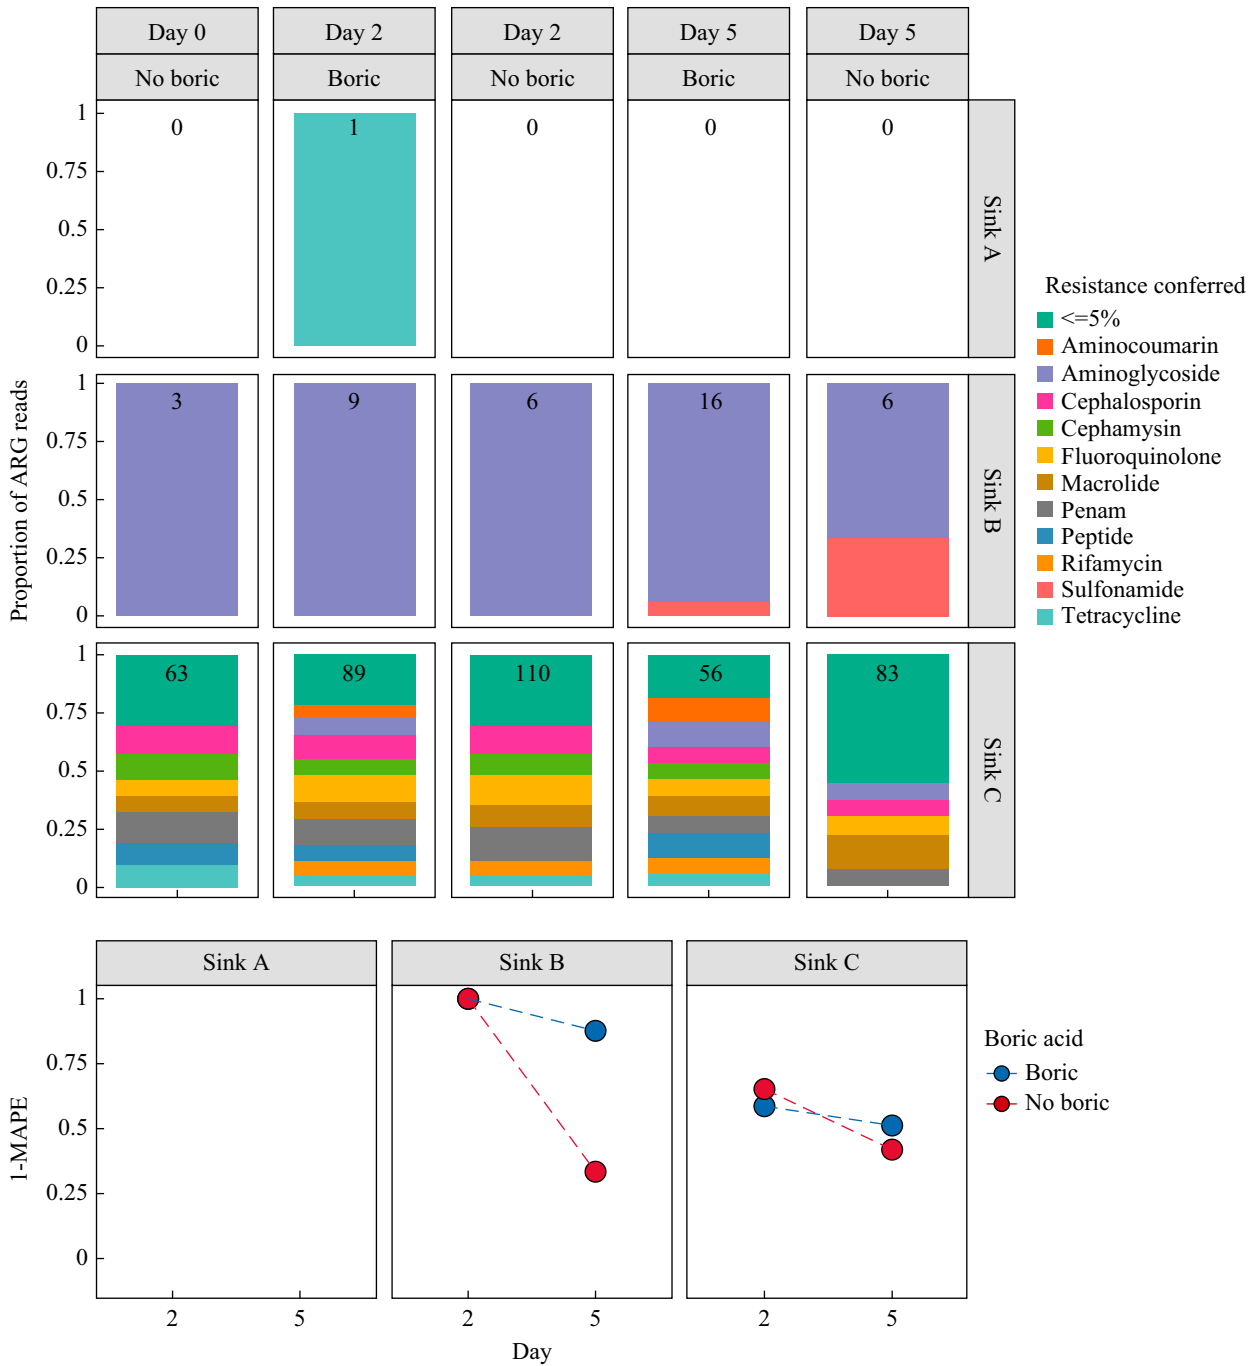 Day 0 Day 2 Day 2 Day 5 Day 5
No boric Boric No boric Boric No boric
Proportion of ARG reads
1
0.75
0.5
0.25
0
0 1 0 0 0
Sink A
1
0.75
0.5
0.25
0
3 9 6 16 6
Sink B
1
0.75
0.5
0.25
0
63 89 110 56 83
Sink C
Resistance conferred
<=5%
Aminocoumarin
Aminoglycoside
Cephalosporin
Cephamysin
Fluoroquinolone
Macrolide
Penam
Peptide
Rifamycin
Sulfonamide
Tetracycline
Sink A Sink B Sink C
1-MAPE
1
0.75
0.5
0.25
0
2 5 2 5 2 5
Day
Boric acid
Boric
No boric